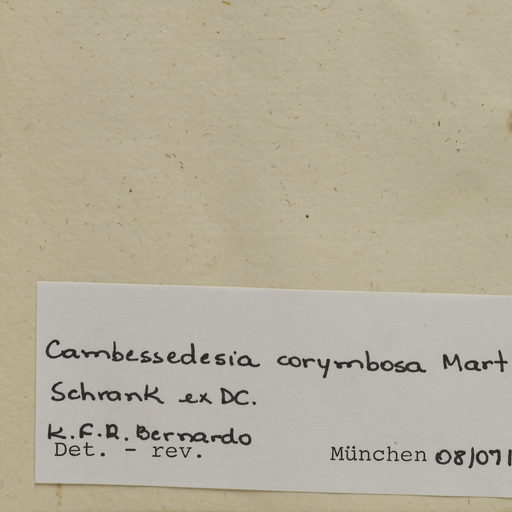 Cambessedesia corymbosa Mart
Schrank ex DC.
K.F.R. Bernardo
Det. - rev.
München 08/07/